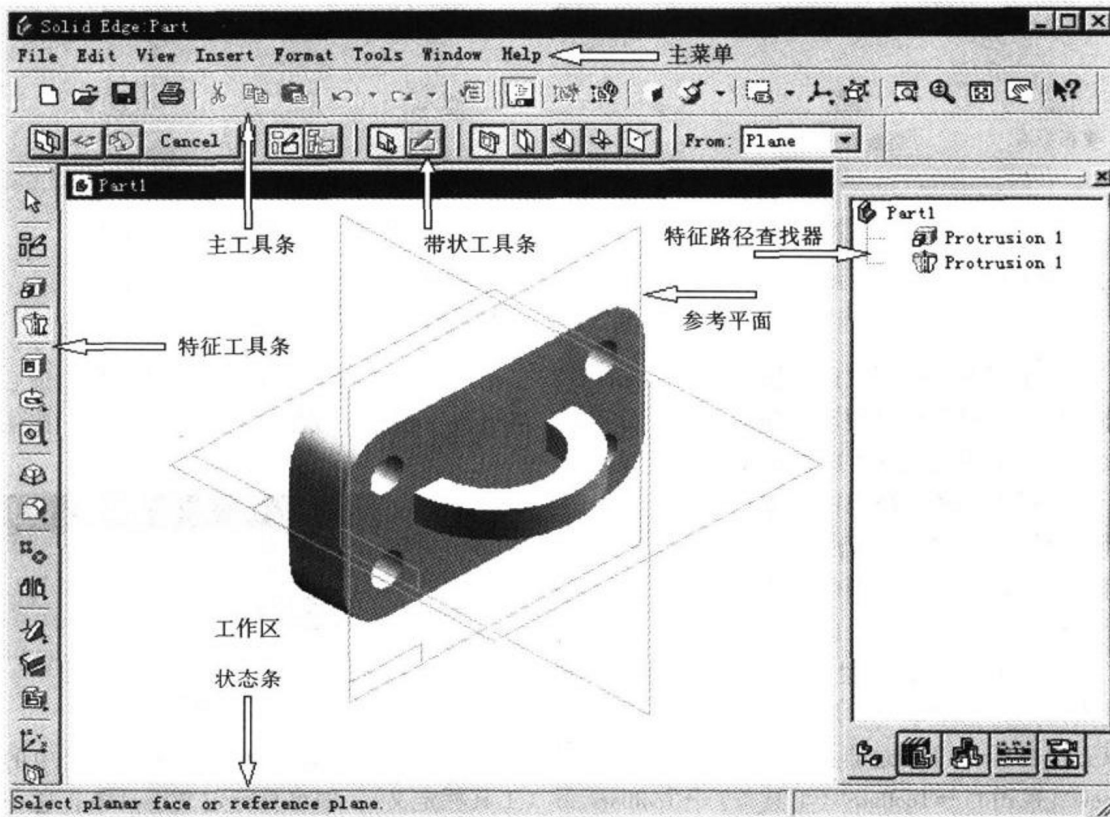 Solid Edge:Part
File Edit View Insert Format Tools Window Help
主菜单
Cancel
From: Plane
Part1
主工具条
带状工具条
特征路径查找器
Part1
Protrusion 1
Protrusion 1
参考平面
特征工具条
工作区
状态条
Select planar face or reference plane.